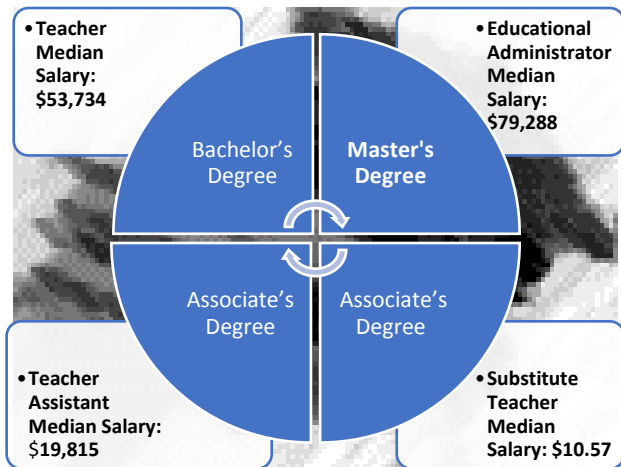 •Teacher
Median
Salary:
$53,734
•Educational
Administrator
Median
Salary:
$79,288
Bachelor’s
Degree
Master's
Degree
Associate’s
Degree
Associate’s
Degree
•Teacher
Assistant
Median Salary:
$19,815
•Substitute
Teacher
Median
Salary: $10.57